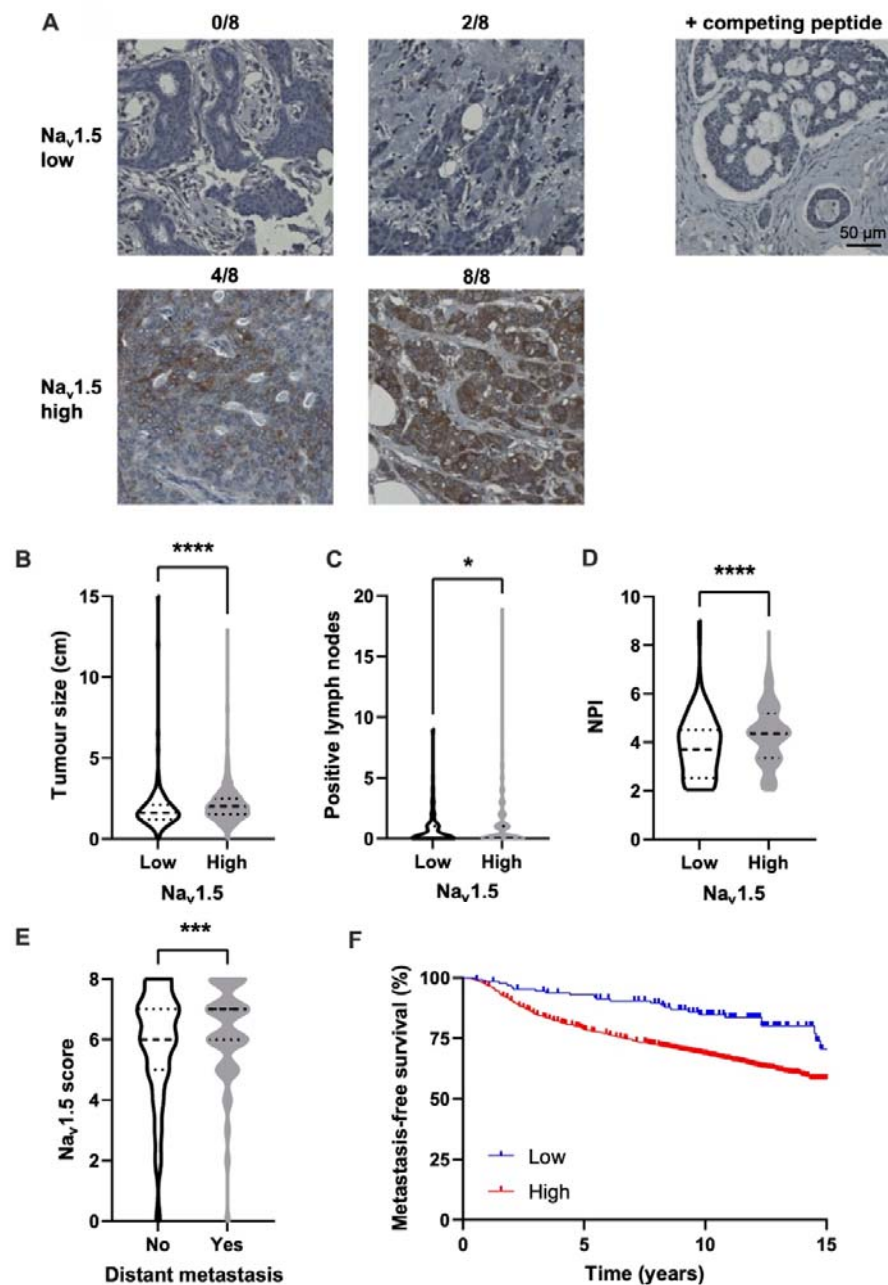 A
0/8
2/8
+ competing peptide
Naᵥ1.5
low
50 µm
4/8
8/8
Naᵥ1.5
high
B
****
Tumour size (cm)
15
10
5
0
Low
High
Naᵥ1.5
C
*
Positive lymph nodes
20
15
10
5
0
Low
High
Naᵥ1.5
D
****
NPI
10
8
6
4
2
0
Low
High
Naᵥ1.5
E
***
Naᵥ1.5 score
8
6
4
2
0
No
Yes
Distant metastasis
F
Metastasis-free survival (%)
100
75
50
25
0
Low
High
0
5
10
15
Time (years)